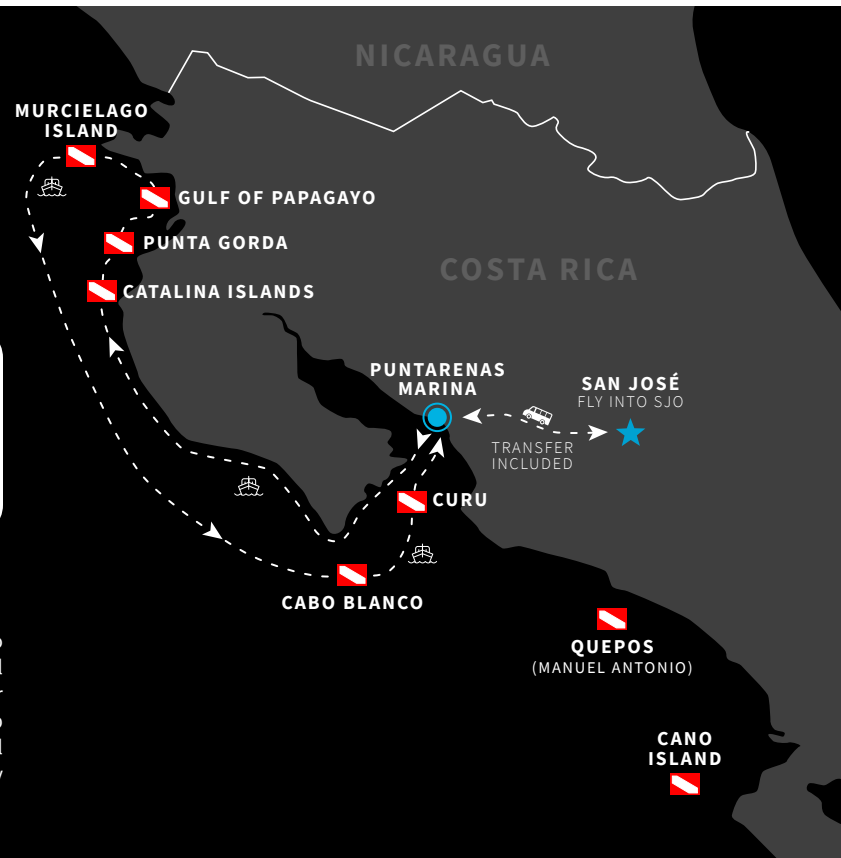 NICARAGUA
MURCIELAGO
ISLAND
GULF OF PAPAGAYO
PUNTA GORDA
COSTA RICA
CATALINA ISLANDS
PUNTARENAS
MARINA
SAN JOSÉ
FLY INTO SJO
TRANSFER
INCLUDED
CURU
CABO BLANCO
QUEPOS
(MANUEL ANTONIO)
CANO
ISLAND